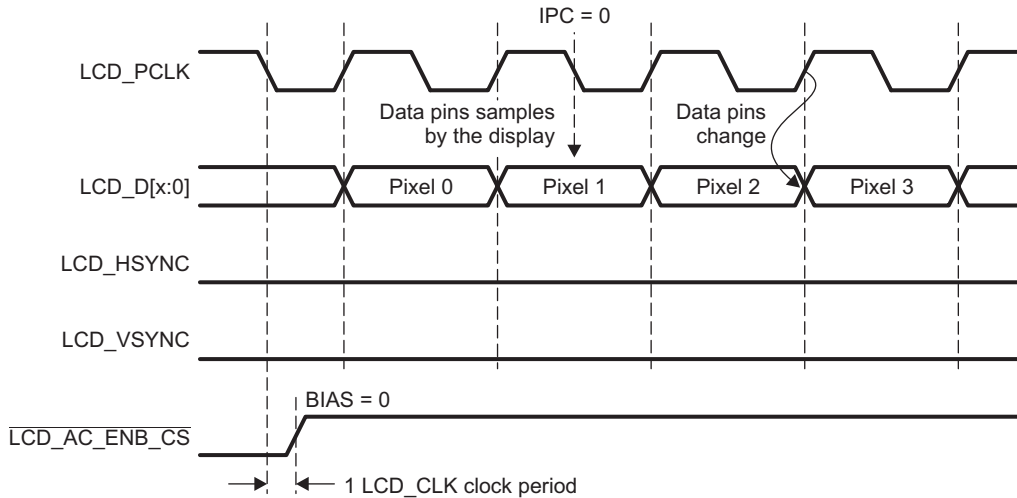 IPC = 0
LCD_PCLK
Data pins samples
by the display
Data pins
change
LCD_D[x:0]
Pixel 0
Pixel 1
Pixel 2
Pixel 3
LCD_HSYNC
LCD_VSYNC
BIAS = 0
LCD_AC_ENB_CS
1 LCD_CLK clock period